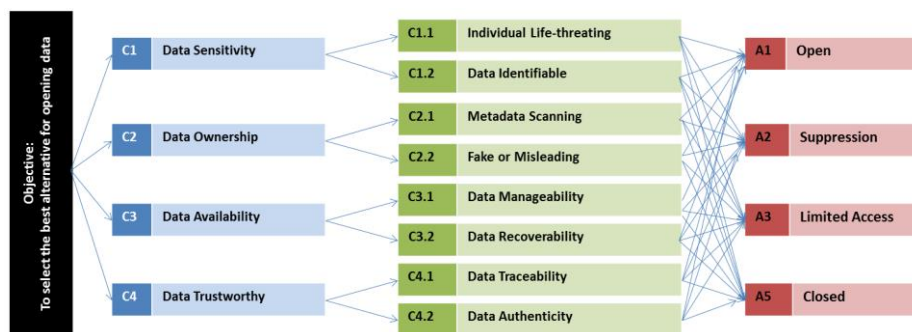 Objective:
To select the best alternative for opening data
C1 Data Sensitivity
C2 Data Ownership
C3 Data Availability
C4 Data Trustworthy
C1.1 Individual Life-threating
C1.2 Data Identifiable
C2.1 Metadata Scanning
C2.2 Fake or Misleading
C3.1 Data Manageability
C3.2 Data Recoverability
C4.1 Data Traceability
C4.2 Data Authenticity
A1 Open
A2 Suppression
A3 Limited Access
A5 Closed